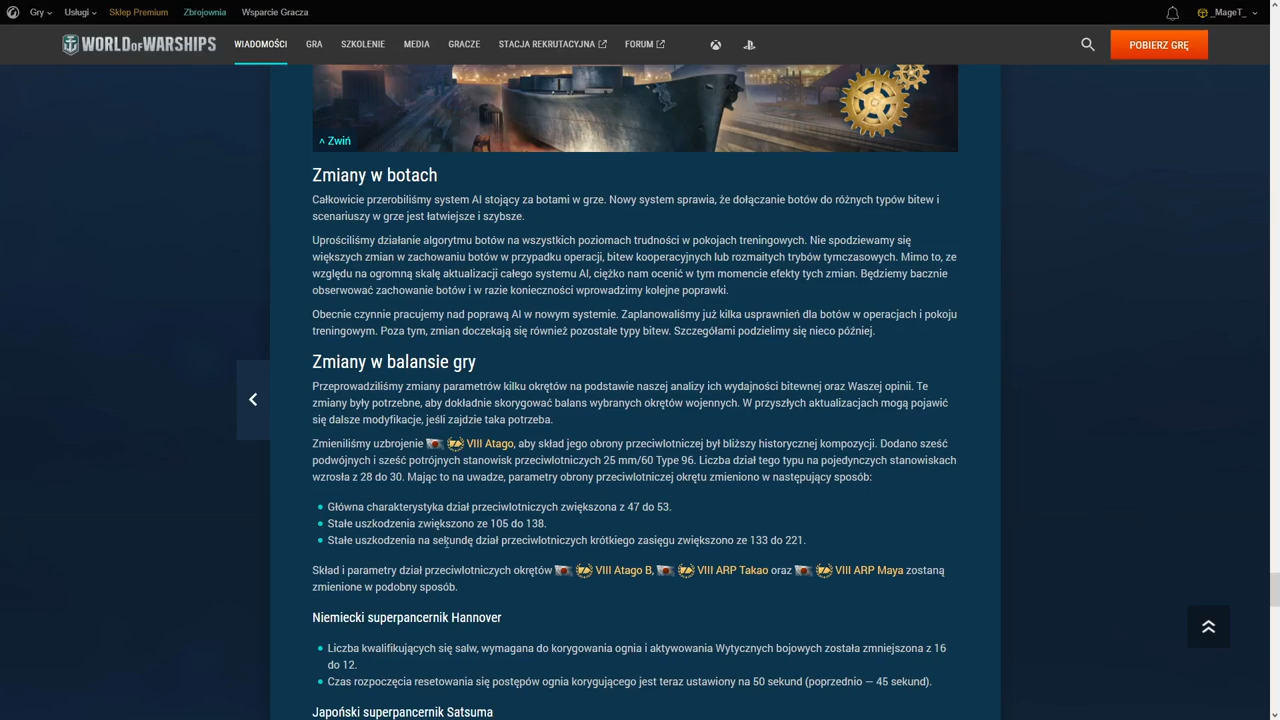 Gry Usługi Sklep Premium Zbrojownia Wsparcie Gracza _MageT_
WORLD OF WARSHIPS WIADOMOŚCI GRA SZKOLENIE MEDIA GRACZE STACJA REKRUTACYJNA FORUM POBIERZ GRĘ
^ Zwiń
Zmiany w botach
Całkowicie przerobiliśmy system AI stojący za botami w grze. Nowy system sprawia, że dołączanie botów do różnych typów bitew i
scenariuszy w grze jest łatwiejsze i szybsze.
Uprościliśmy działanie algorytmu botów na wszystkich poziomach trudności w pokojach treningowych. Nie spodziewamy się
większych zmian w zachowaniu botów w przypadku operacji, bitew kooperacyjnych lub rozmaitych trybów tymczasowych. Mimo to, ze
względu na ogromną skalę aktualizacji całego systemu AI, ciężko nam ocenić w tym momencie efekty tych zmian. Będziemy bacznie
obserwować zachowanie botów i w razie konieczności wprowadzimy kolejne poprawki.
Obecnie czynnie pracujemy nad poprawą AI w nowym systemie. Zaplanowaliśmy już kilka usprawnień dla botów w operacjach i pokoju
treningowym. Poza tym, zmian doczekają się również pozostałe typy bitew. Szczegółami podzielimy się nieco później.
Zmiany w balansie gry
Przeprowadziliśmy zmiany parametrów kilku okrętów na podstawie naszej analizy ich wydajności bitewnej oraz Waszej opinii. Te
zmiany były potrzebne, aby dokładnie skorygować balans wybranych okrętów wojennych. W przyszłych aktualizacjach mogą pojawić
się dalsze modyfikacje, jeśli zajdzie taka potrzeba.
Zmieniliśmy uzbrojenie VIII Atago, aby skład jego obrony przeciwlotniczej był bliższy historycznej kompozycji. Dodano sześć
podwójnych i sześć potrójnych stanowisk przeciwlotniczych 25 mm/60 Type 96. Liczba dział tego typu na pojedynczych stanowiskach
wzrosła z 28 do 30. Mając to na uwadze, parametry obrony przeciwlotniczej okrętu zmieniono w następujący sposób:
Główna charakterystyka dział przeciwlotniczych zwiększona z 47 do 53.
Stałe uszkodzenia zwiększono ze 105 do 138.
Stałe uszkodzenia na sekundę dział przeciwlotniczych krótkiego zasięgu zwiększono ze 133 do 221.
Skład i parametry dział przeciwlotniczych okrętów VIII Atago B, VIII ARP Takao oraz VIII ARP Maya zostaną
zmienione w podobny sposób.
Niemiecki superpancernik Hannover
Liczba kwalifikujących się salw, wymagana do korygowania ognia i aktywowania Wytycznych bojowych została zmniejszona z 16
do 12.
Czas rozpoczęcia resetowania się postępów ognia korygującego jest teraz ustawiony na 50 sekund (poprzednio — 45 sekund).
Japoński superpancernik Satsuma